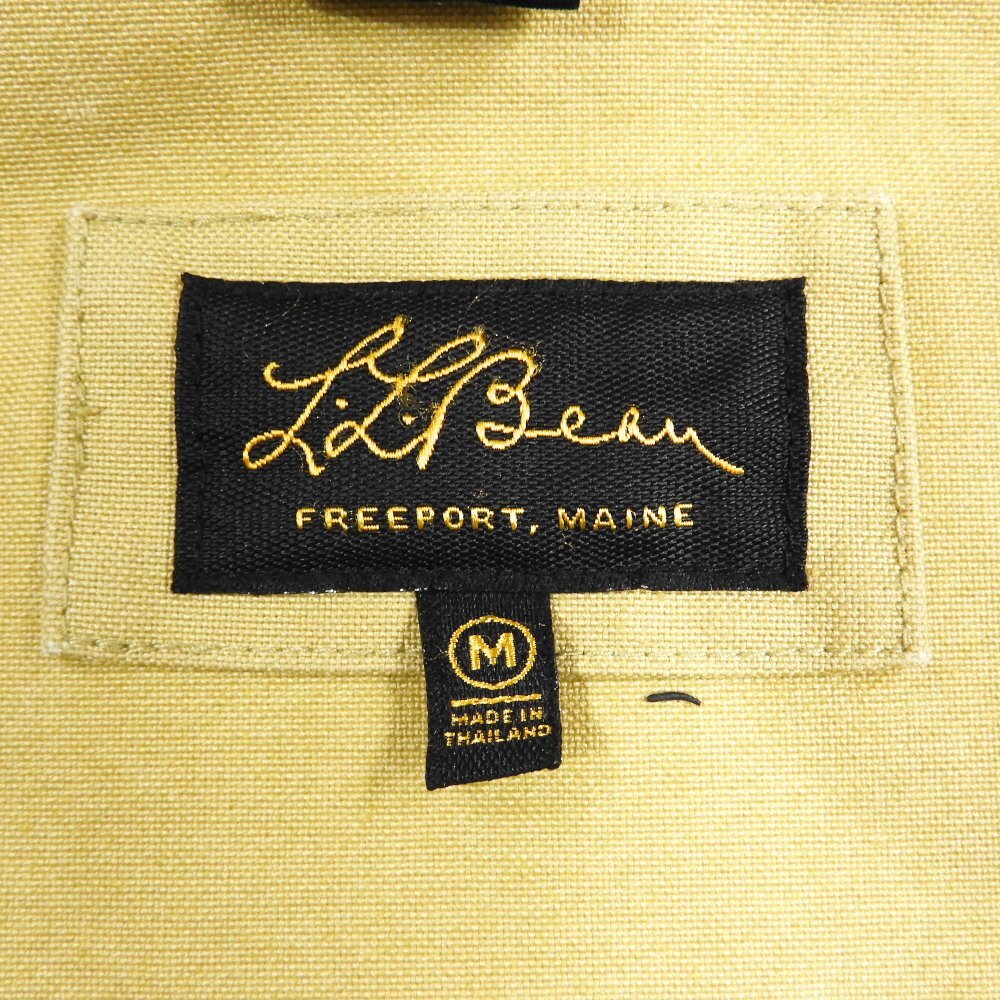 L.L.Bean
FREEPORT, MAINE
M
MADE IN
THAILAND